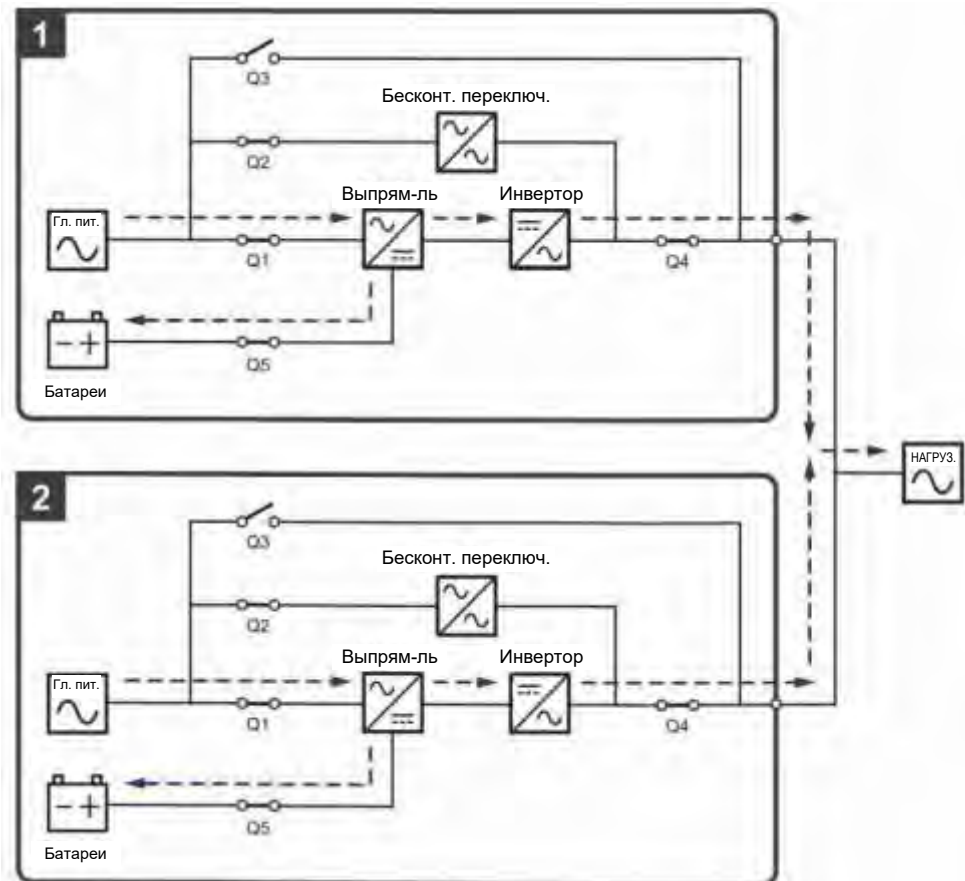 1
Q3
Бесконт. переключ.
Q2
Выпрям-ль Инвертор
Гл. пит.
Q1 Q4
Q5
Батареи
НАГРУЗ.
2
Q3
Бесконт. переключ.
Q2
Выпрям-ль Инвертор
Гл. пит.
Q1 Q4
Q5
Батареи